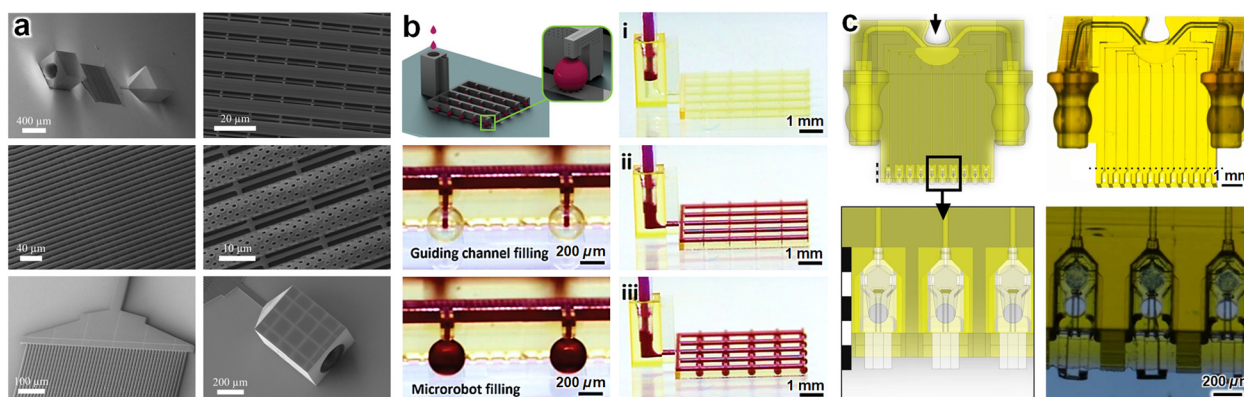 a
400 µm
20 µm
40 µm
10 µm
100 µm
200 µm
b
Guiding channel filling
200 µm
Microrobot filling
200 µm
i
1 mm
ii
1 mm
iii
1 mm
c
1 mm
200 µm